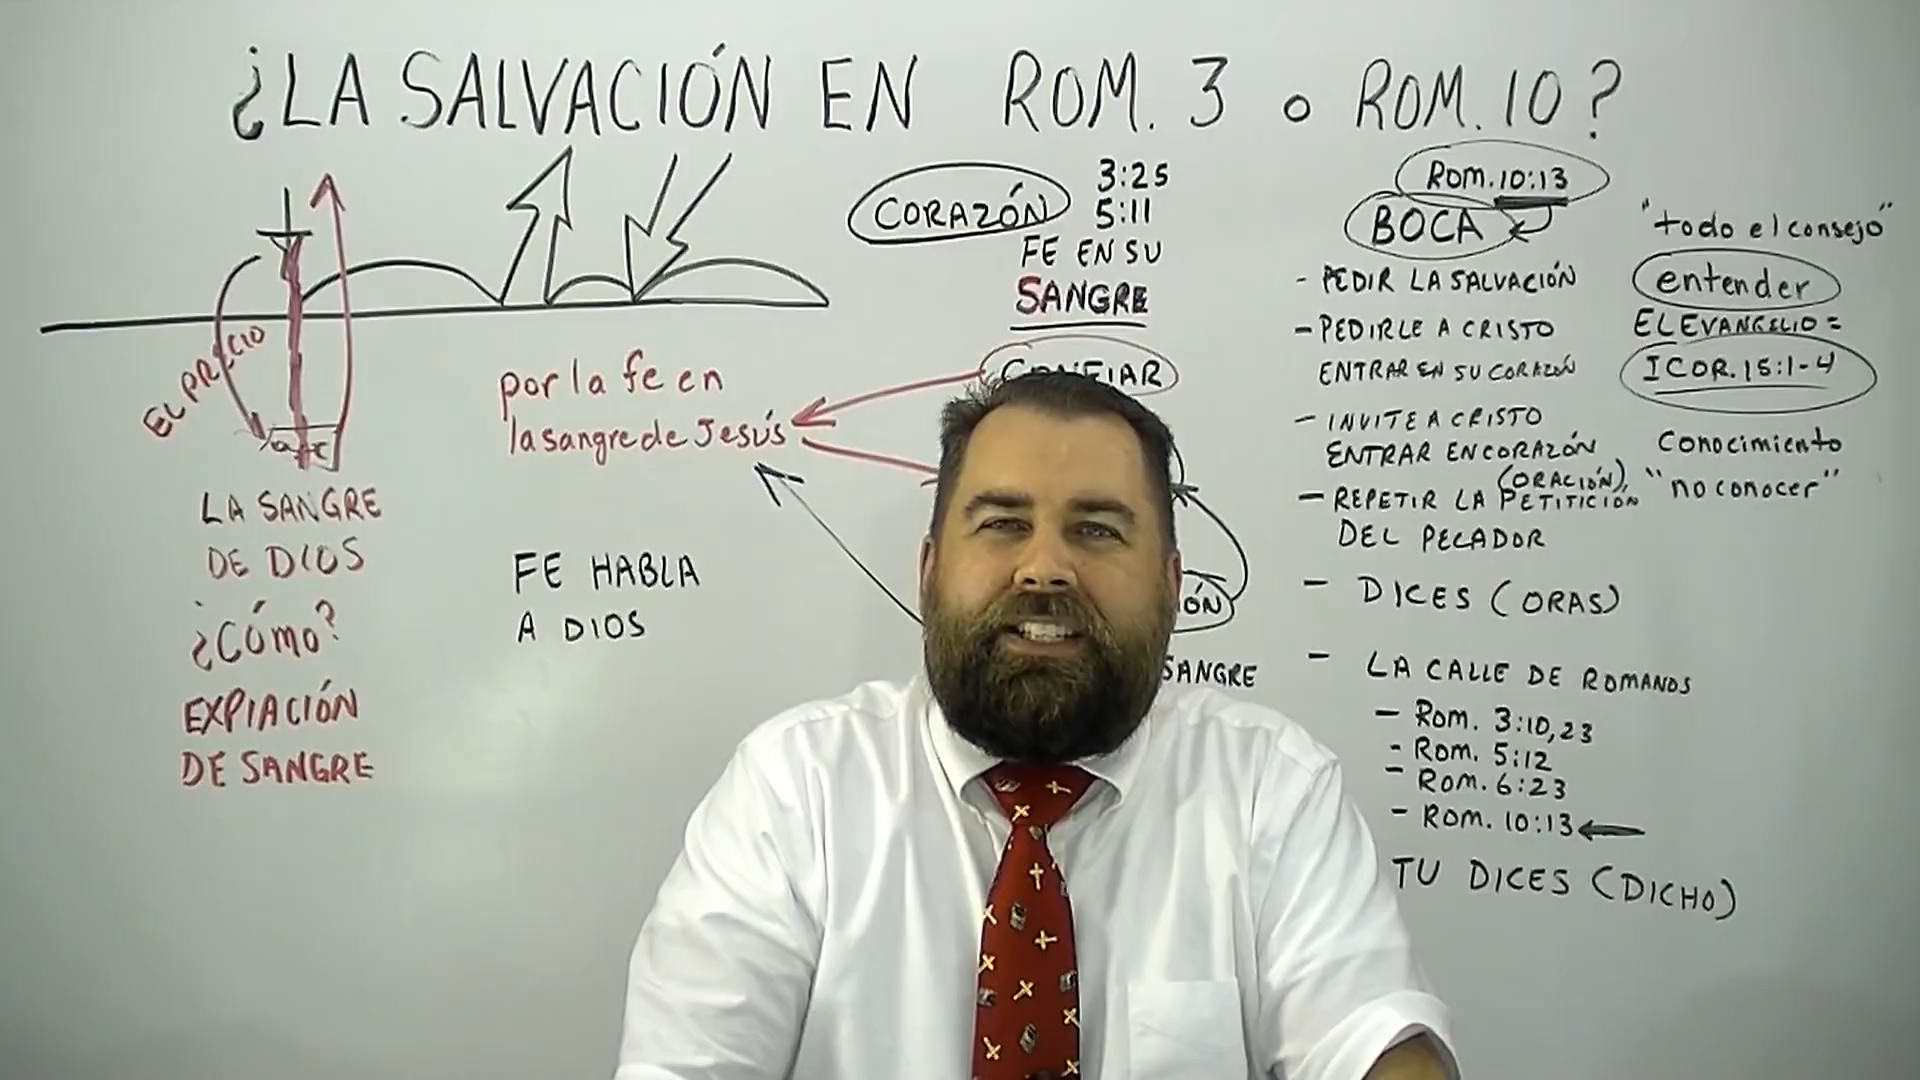 ¿LA SALVACIÓN EN ROM. 3 o ROM. 10?
EL PRECIO
LA SANGRE
DE DIOS
¿CÓMO?
EXPIACIÓN
DE SANGRE
por la fe en
la sangre de Jesús
FE HABLA
A DIOS
CORAZÓN
3:25
5:11
FE EN SU
SANGRE
SANGRE
Rom. 10:13
BOCA
- PEDIR LA SALVACIÓN
- PEDIRLE A CRISTO
ENTRAR EN SU CORAZÓN
- INVITE A CRISTO
ENTRAR EN CORAZÓN
(ORACIÓN),
- REPETIR LA PETITICIÓN
DEL PECADOR
- DICES (ORAS)
- LA CALLE DE ROMANOS
- Rom. 3:10,23
- Rom. 5:12
- Rom. 6:23
- Rom. 10:13
TU DICES (DICHO)
"todo el consejo"
entender
EL EVANGELIO =
I COR. 15:1-4
Conocimiento
"no conocer"